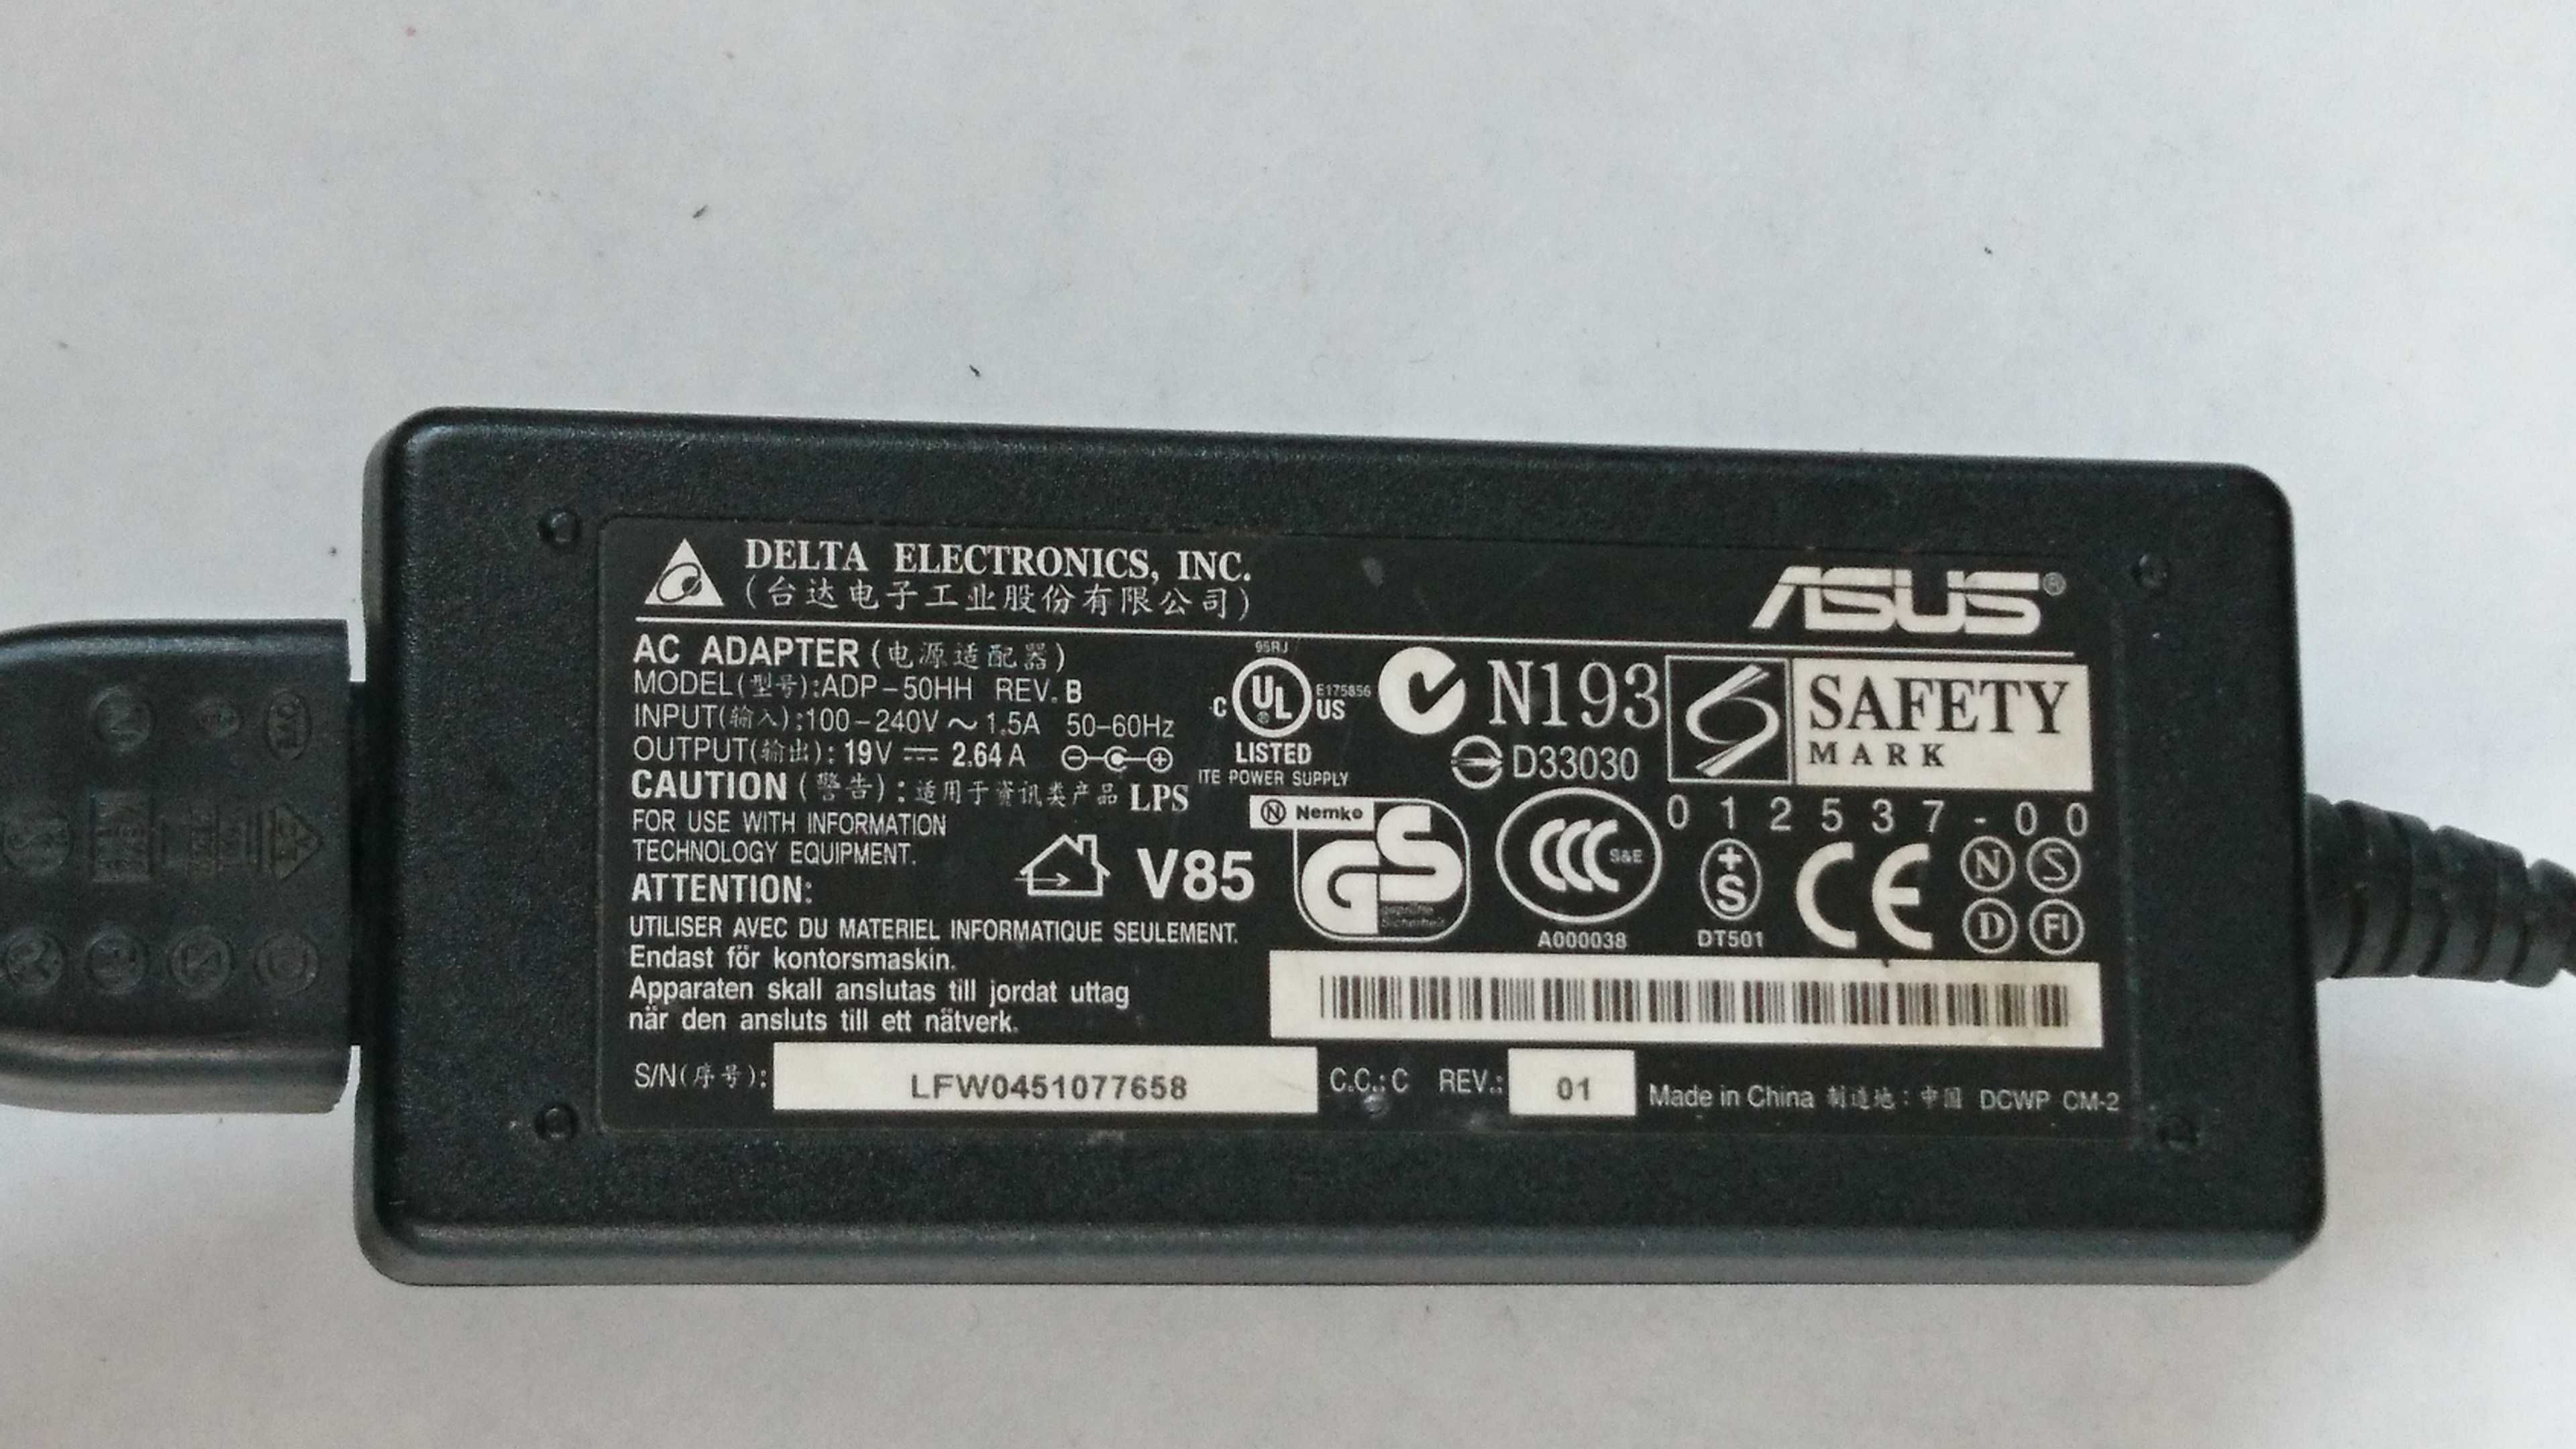 DELTA ELECTRONICS, INC.
(台达电子工业股份有限公司)
ASUS®
AC ADAPTER (电源适配器)
MODEL(型号):ADP-50HH REV. B
INPUT(输入):100-240V ~ 1.5A 50-60Hz
OUTPUT(输出): 19V ⎓ 2.64 A
CAUTION (警告) : 适用于资讯类产品 LPS
FOR USE WITH INFORMATION
TECHNOLOGY EQUIPMENT.
ATTENTION:
UTILISER AVEC DU MATERIEL INFORMATIQUE SEULEMENT.
Endast för kontorsmaskin.
Apparaten skall anslutas till jordat uttag
när den ansluts till ett nätverk.
95RJ
C UL® US E175856
LISTED
ITE POWER SUPPLY
N193
D33030
SAFETY
MARK
012537-00
V85
N Nemko
GS
geprüfte
Sicherheit
CCC S&E
A000038
+S
DT501
CE
N S
D FI
S/N(序号): LFW0451077658 C.C.: C REV.: 01 Made in China 制造地 : 中国 DCWP CM-2